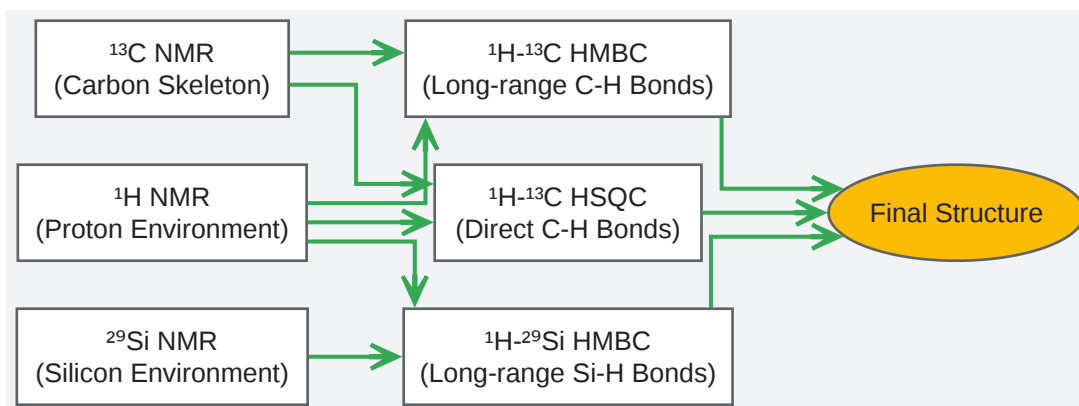 ¹³C NMR
(Carbon Skeleton)
¹H-¹³C HMBC
(Long-range C-H Bonds)
¹H NMR
(Proton Environment)
¹H-¹³C HSQC
(Direct C-H Bonds)
Final Structure
²⁹Si NMR
(Silicon Environment)
¹H-²⁹Si HMBC
(Long-range Si-H Bonds)